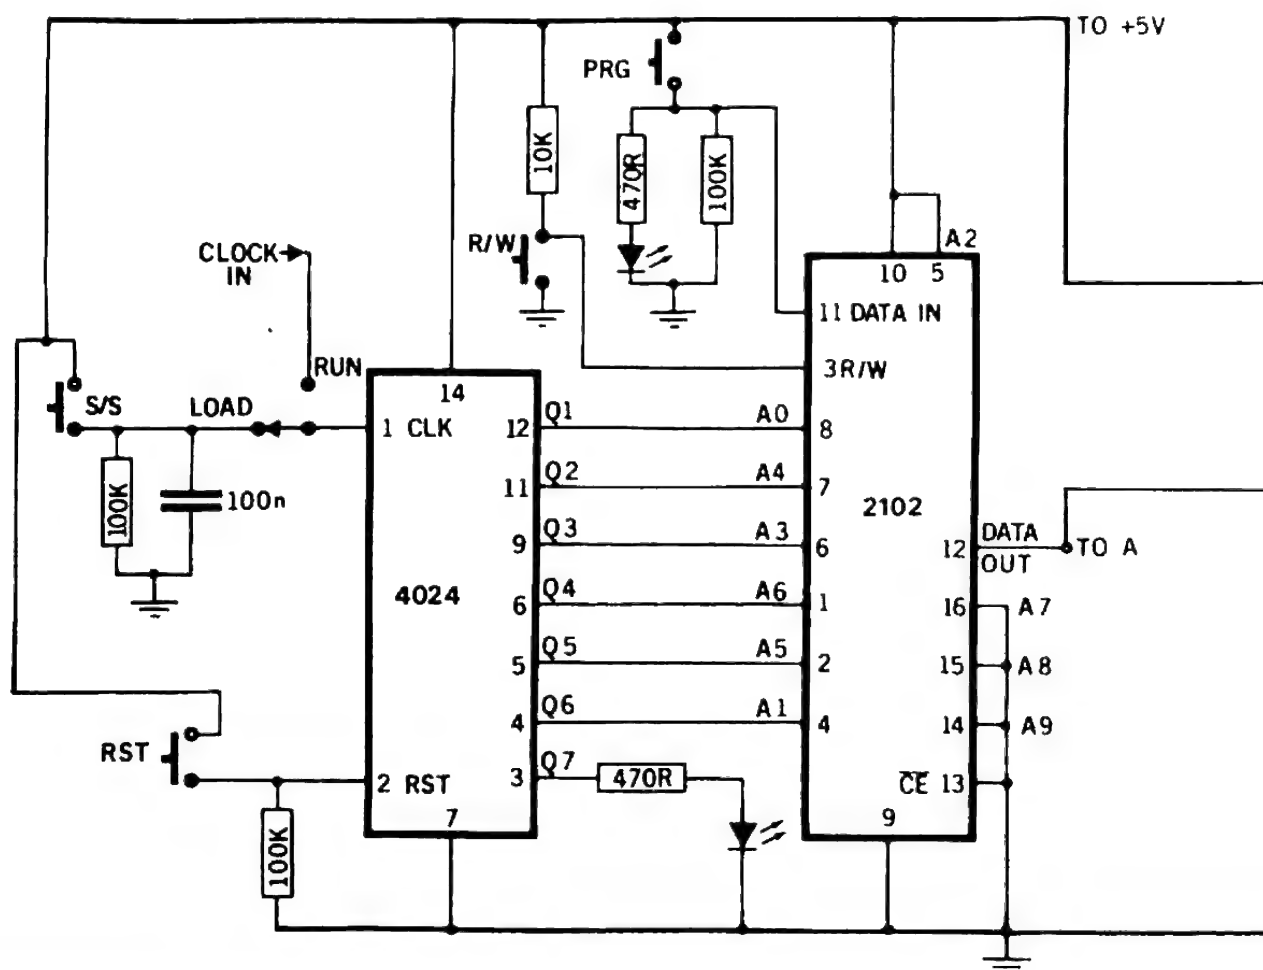 TO +5V
PRG
10K
470R
100K
R/W
A2
CLOCK
IN
10 5
11 DATA IN
RUN
3 R/W
14
S/S
LOAD
1 CLK
12
Q1
A0
8
100K
100n
11
Q2
A4
7
2102
9
Q3
A3
6
12
DATA
OUT
TO A
4024
6
Q4
A6
1
16
A7
5
Q5
A5
2
15
A8
4
Q6
A1
4
14
A9
RST
2 RST
3
Q7
470R
CE 13
7
9
100K